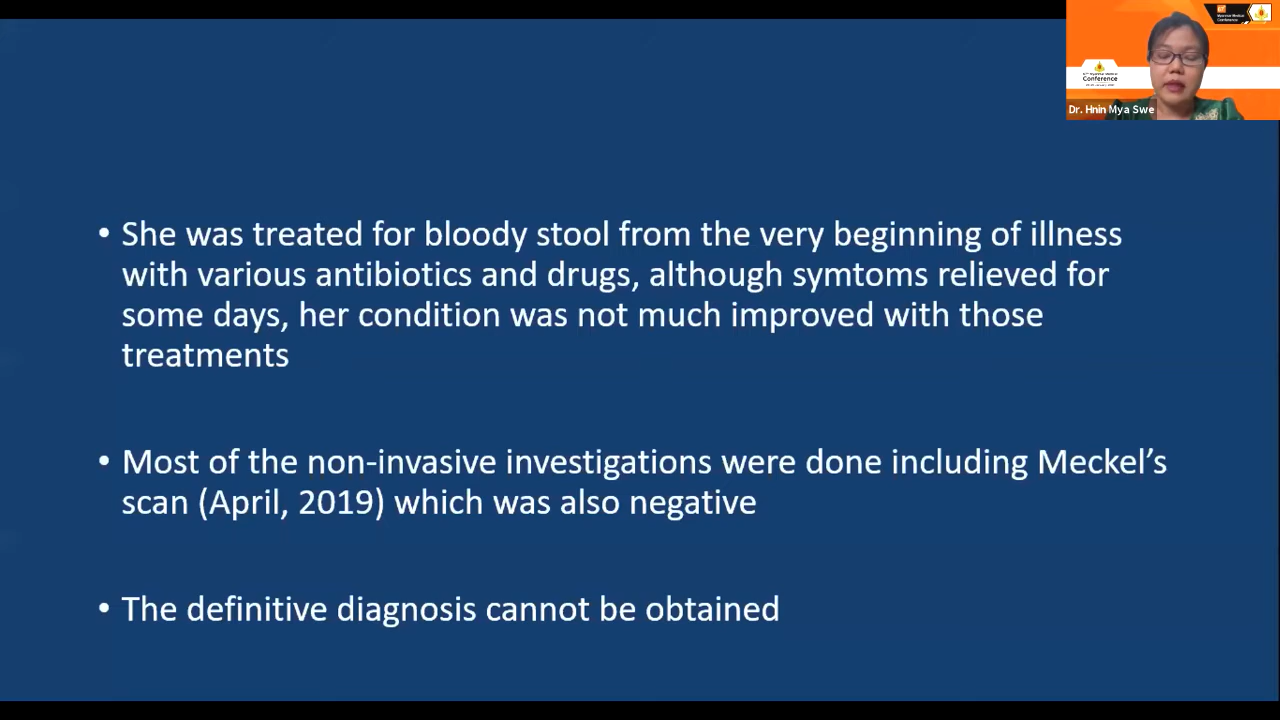 Conference
Dr. Hnin Mya Swe
• She was treated for bloody stool from the very beginning of illness
with various antibiotics and drugs, although symtoms relieved for
some days, her condition was not much improved with those
treatments
• Most of the non-invasive investigations were done including Meckel’s
scan (April, 2019) which was also negative
• The definitive diagnosis cannot be obtained